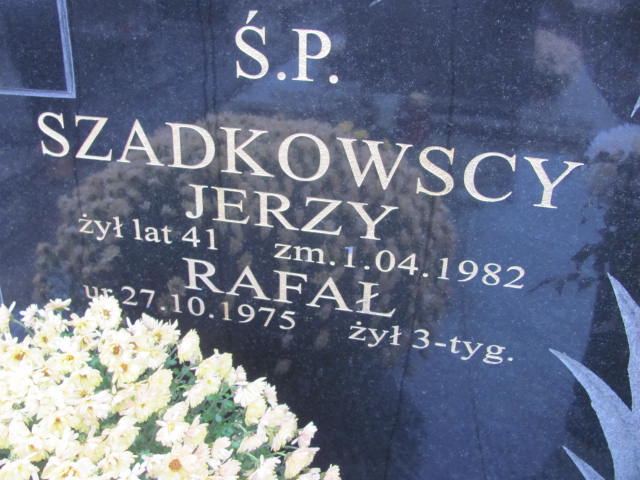 Ś.P.
SZADKOWSCY
JERZY
żył lat 41 zm.1.04.1982
RAFAŁ
ur 27.10.1975 żył 3-tyg.